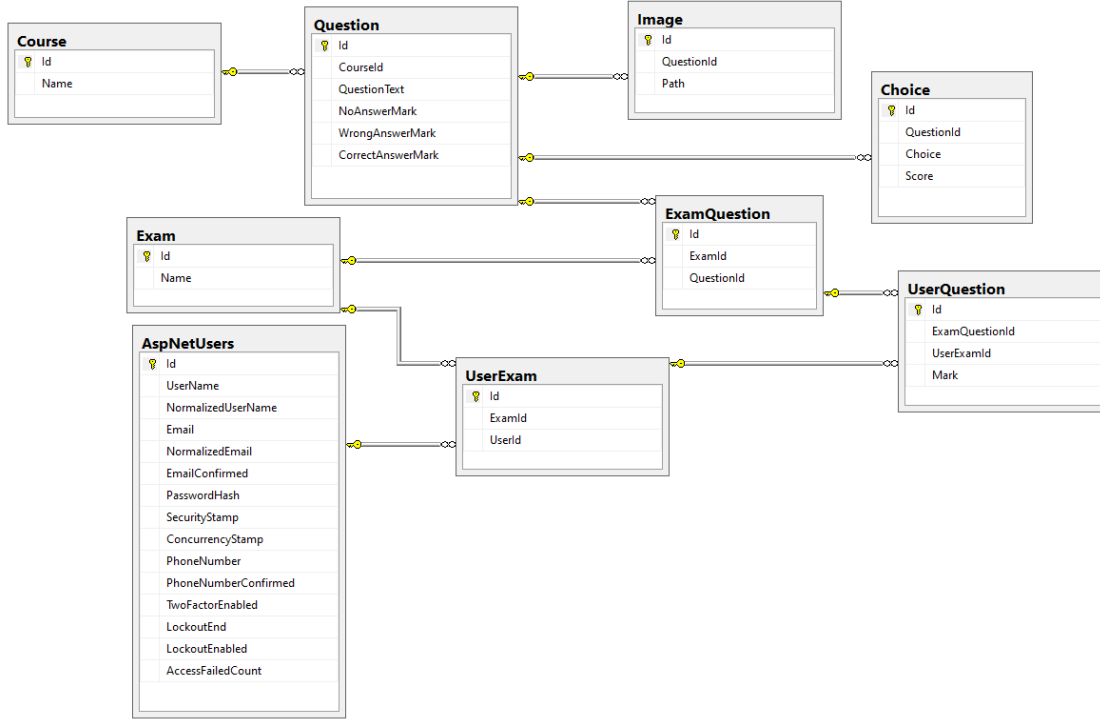 Course
Id
Name
Question
Id
CourseId
QuestionText
NoAnswerMark
WrongAnswerMark
CorrectAnswerMark
Image
Id
QuestionId
Path
Choice
Id
QuestionId
Choice
Score
Exam
Id
Name
ExamQuestion
Id
ExamId
QuestionId
UserQuestion
Id
ExamQuestionId
UserExamId
Mark
AspNetUsers
Id
UserName
NormalizedUserName
Email
NormalizedEmail
EmailConfirmed
PasswordHash
SecurityStamp
ConcurrencyStamp
PhoneNumber
PhoneNumberConfirmed
TwoFactorEnabled
LockoutEnd
LockoutEnabled
AccessFailedCount
UserExam
Id
ExamId
UserId